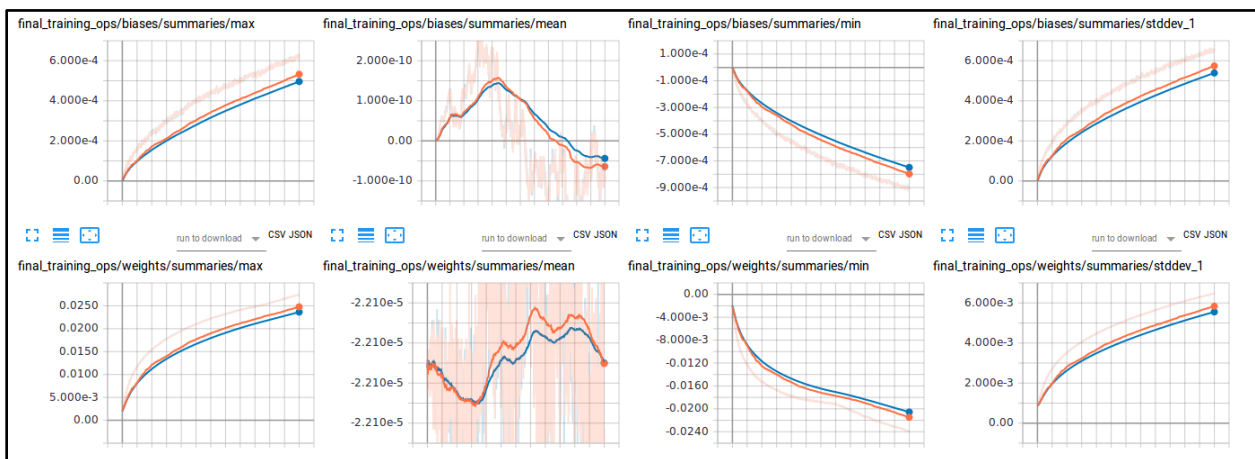 final_training_ops/biases/summaries/max
6.000e-4
4.000e-4
2.000e-4
0.00
final_training_ops/biases/summaries/mean
2.000e-10
1.000e-10
0.00
-1.000e-10
final_training_ops/biases/summaries/min
1.000e-4
-1.000e-4
-3.000e-4
-5.000e-4
-7.000e-4
-9.000e-4
final_training_ops/biases/summaries/stddev_1
6.000e-4
4.000e-4
2.000e-4
0.00
run to download CSV JSON
run to download CSV JSON
run to download CSV JSON
run to download CSV JSON
final_training_ops/weights/summaries/max
0.0250
0.0200
0.0150
0.0100
5.000e-3
0.00
final_training_ops/weights/summaries/mean
-2.210e-5
-2.210e-5
-2.210e-5
-2.210e-5
final_training_ops/weights/summaries/min
0.00
-4.000e-3
-8.000e-3
-0.0120
-0.0160
-0.0200
-0.0240
final_training_ops/weights/summaries/stddev_1
6.000e-3
4.000e-3
2.000e-3
0.00